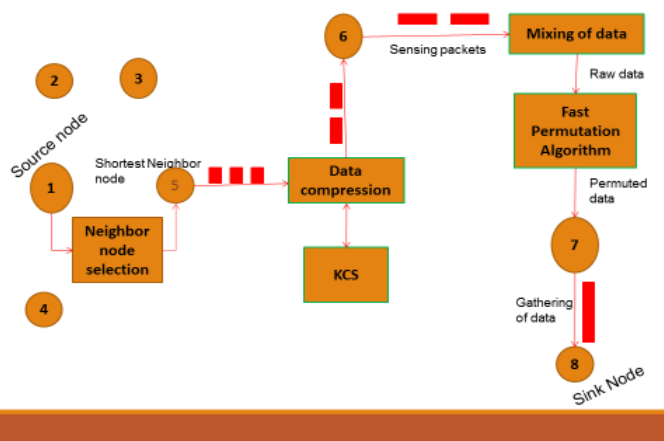 6
Sensing packets
Mixing of data
Raw data
2
3
Fast
Permutation
Algorithm
Source node
Shortest Neighbor
node
1
5
Data
compression
Permuted
data
Neighbor
node
selection
7
KCS
4
Gathering
of data
8
Sink Node